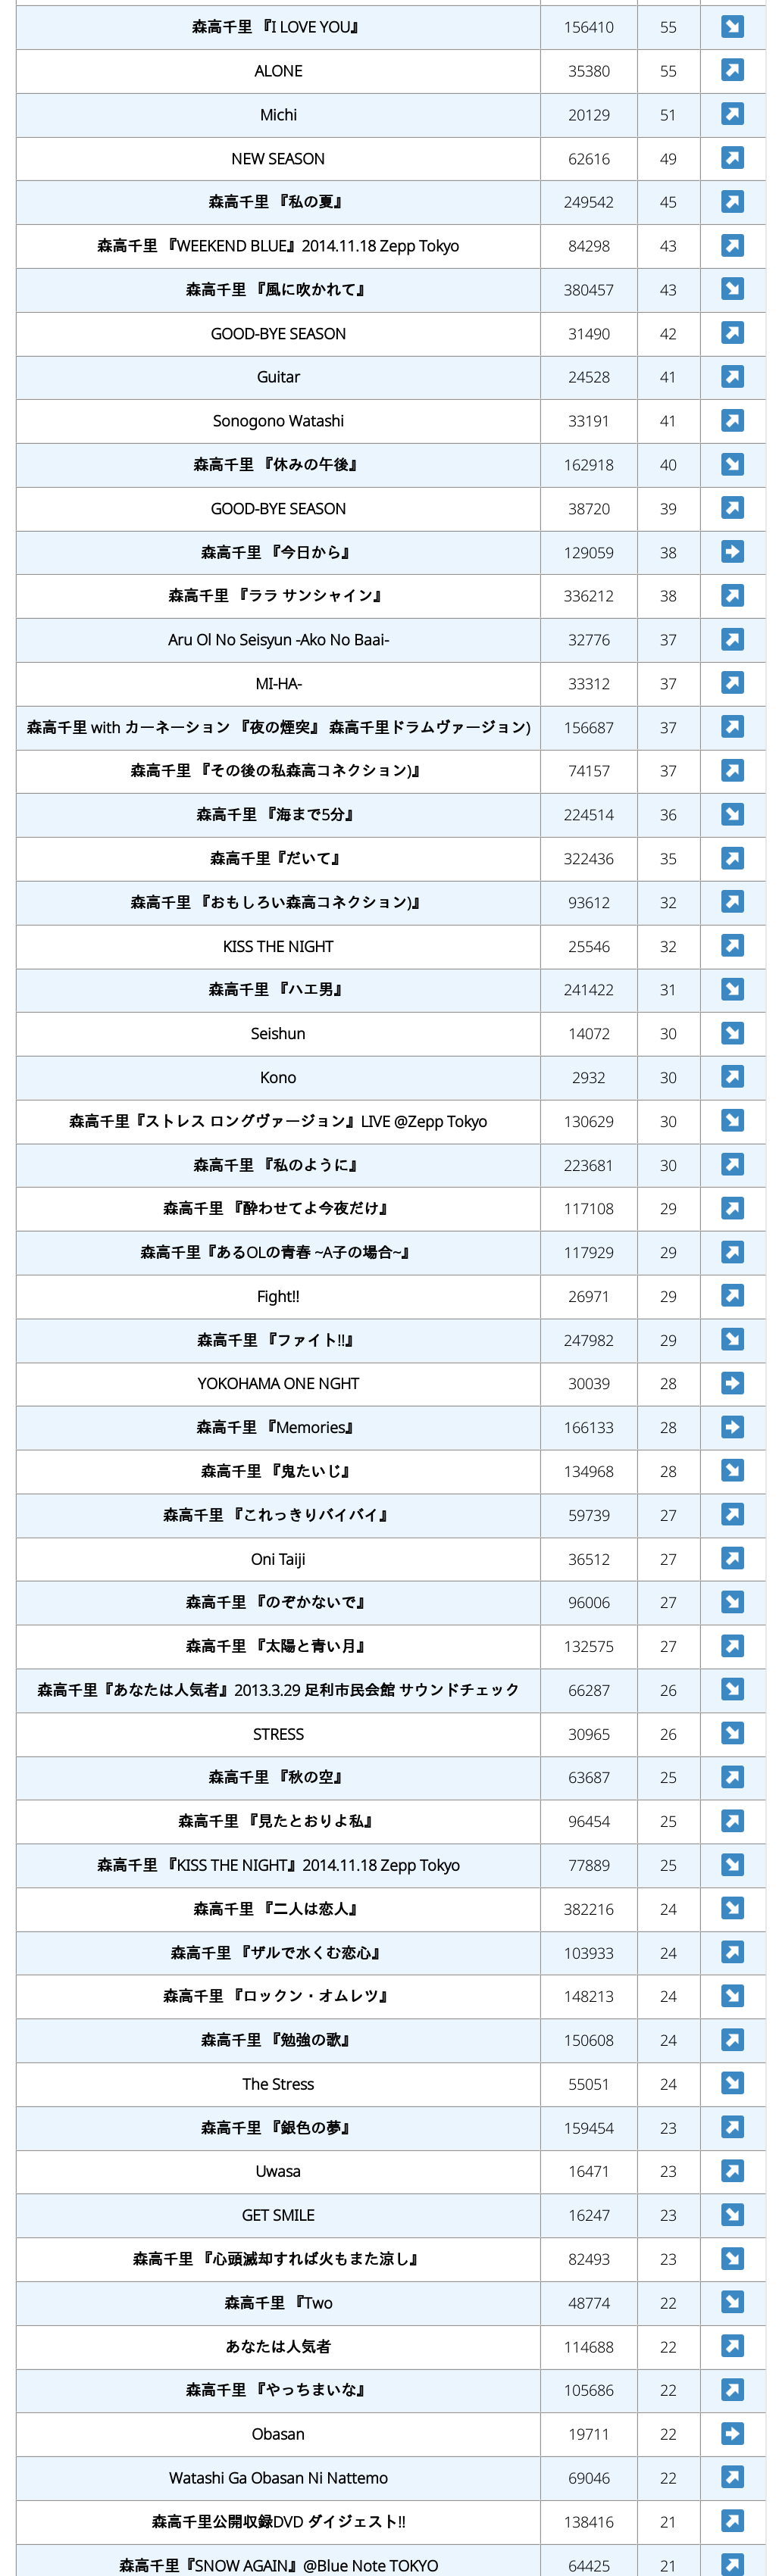 森高千里 『I LOVE YOU』 156410 55
ALONE 35380 55
Michi 20129 51
NEW SEASON 62616 49
森高千里 『私の夏』 249542 45
森高千里 『WEEKEND BLUE』2014.11.18 Zepp Tokyo 84298 43
森高千里 『風に吹かれて』 380457 43
GOOD-BYE SEASON 31490 42
Guitar 24528 41
Sonogono Watashi 33191 41
森高千里 『休みの午後』 162918 40
GOOD-BYE SEASON 38720 39
森高千里 『今日から』 129059 38
森高千里 『ララ サンシャイン』 336212 38
Aru Ol No Seisyun -Ako No Baai- 32776 37
MI-HA- 33312 37
森高千里 with カーネーション 『夜の煙突』 森高千里ドラムヴァージョン) 156687 37
森高千里 『その後の私森高コネクション)』 74157 37
森高千里 『海まで5分』 224514 36
森高千里『だいて』 322436 35
森高千里 『おもしろい森高コネクション)』 93612 32
KISS THE NIGHT 25546 32
森高千里 『ハエ男』 241422 31
Seishun 14072 30
Kono 2932 30
森高千里『ストレス ロングヴァージョン』LIVE @Zepp Tokyo 130629 30
森高千里 『私のように』 223681 30
森高千里 『酔わせてよ今夜だけ』 117108 29
森高千里『あるOLの青春 ~A子の場合~』 117929 29
Fight!! 26971 29
森高千里 『ファイト!!』 247982 29
YOKOHAMA ONE NGHT 30039 28
森高千里 『Memories』 166133 28
森高千里 『鬼たいじ』 134968 28
森高千里 『これっきりバイバイ』 59739 27
Oni Taiji 36512 27
森高千里 『のぞかないで』 96006 27
森高千里 『太陽と青い月』 132575 27
森高千里『あなたは人気者』2013.3.29 足利市民会館 サウンドチェック 66287 26
STRESS 30965 26
森高千里 『秋の空』 63687 25
森高千里 『見たとおりよ私』 96454 25
森高千里 『KISS THE NIGHT』2014.11.18 Zepp Tokyo 77889 25
森高千里 『二人は恋人』 382216 24
森高千里 『ザルで水くむ恋心』 103933 24
森高千里 『ロックン・オムレツ』 148213 24
森高千里 『勉強の歌』 150608 24
The Stress 55051 24
森高千里 『銀色の夢』 159454 23
Uwasa 16471 23
GET SMILE 16247 23
森高千里 『心頭滅却すれば火もまた涼し』 82493 23
森高千里 『Two 48774 22
あなたは人気者 114688 22
森高千里 『やっちまいな』 105686 22
Obasan 19711 22
Watashi Ga Obasan Ni Nattemo 69046 22
森高千里公開収録DVD ダイジェスト!! 138416 21
森高千里『SNOW AGAIN』@Blue Note TOKYO 64425 21